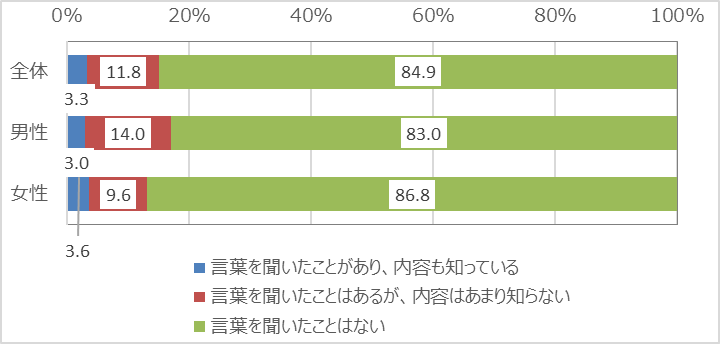 0% 20% 40% 60% 80% 100%
全体 11.8 84.9
3.3
男性 14.0 83.0
3.0
女性 9.6 86.8
3.6
言葉を聞いたことがあり、内容も知っている
言葉を聞いたことはあるが、内容はあまり知らない
言葉を聞いたことはない